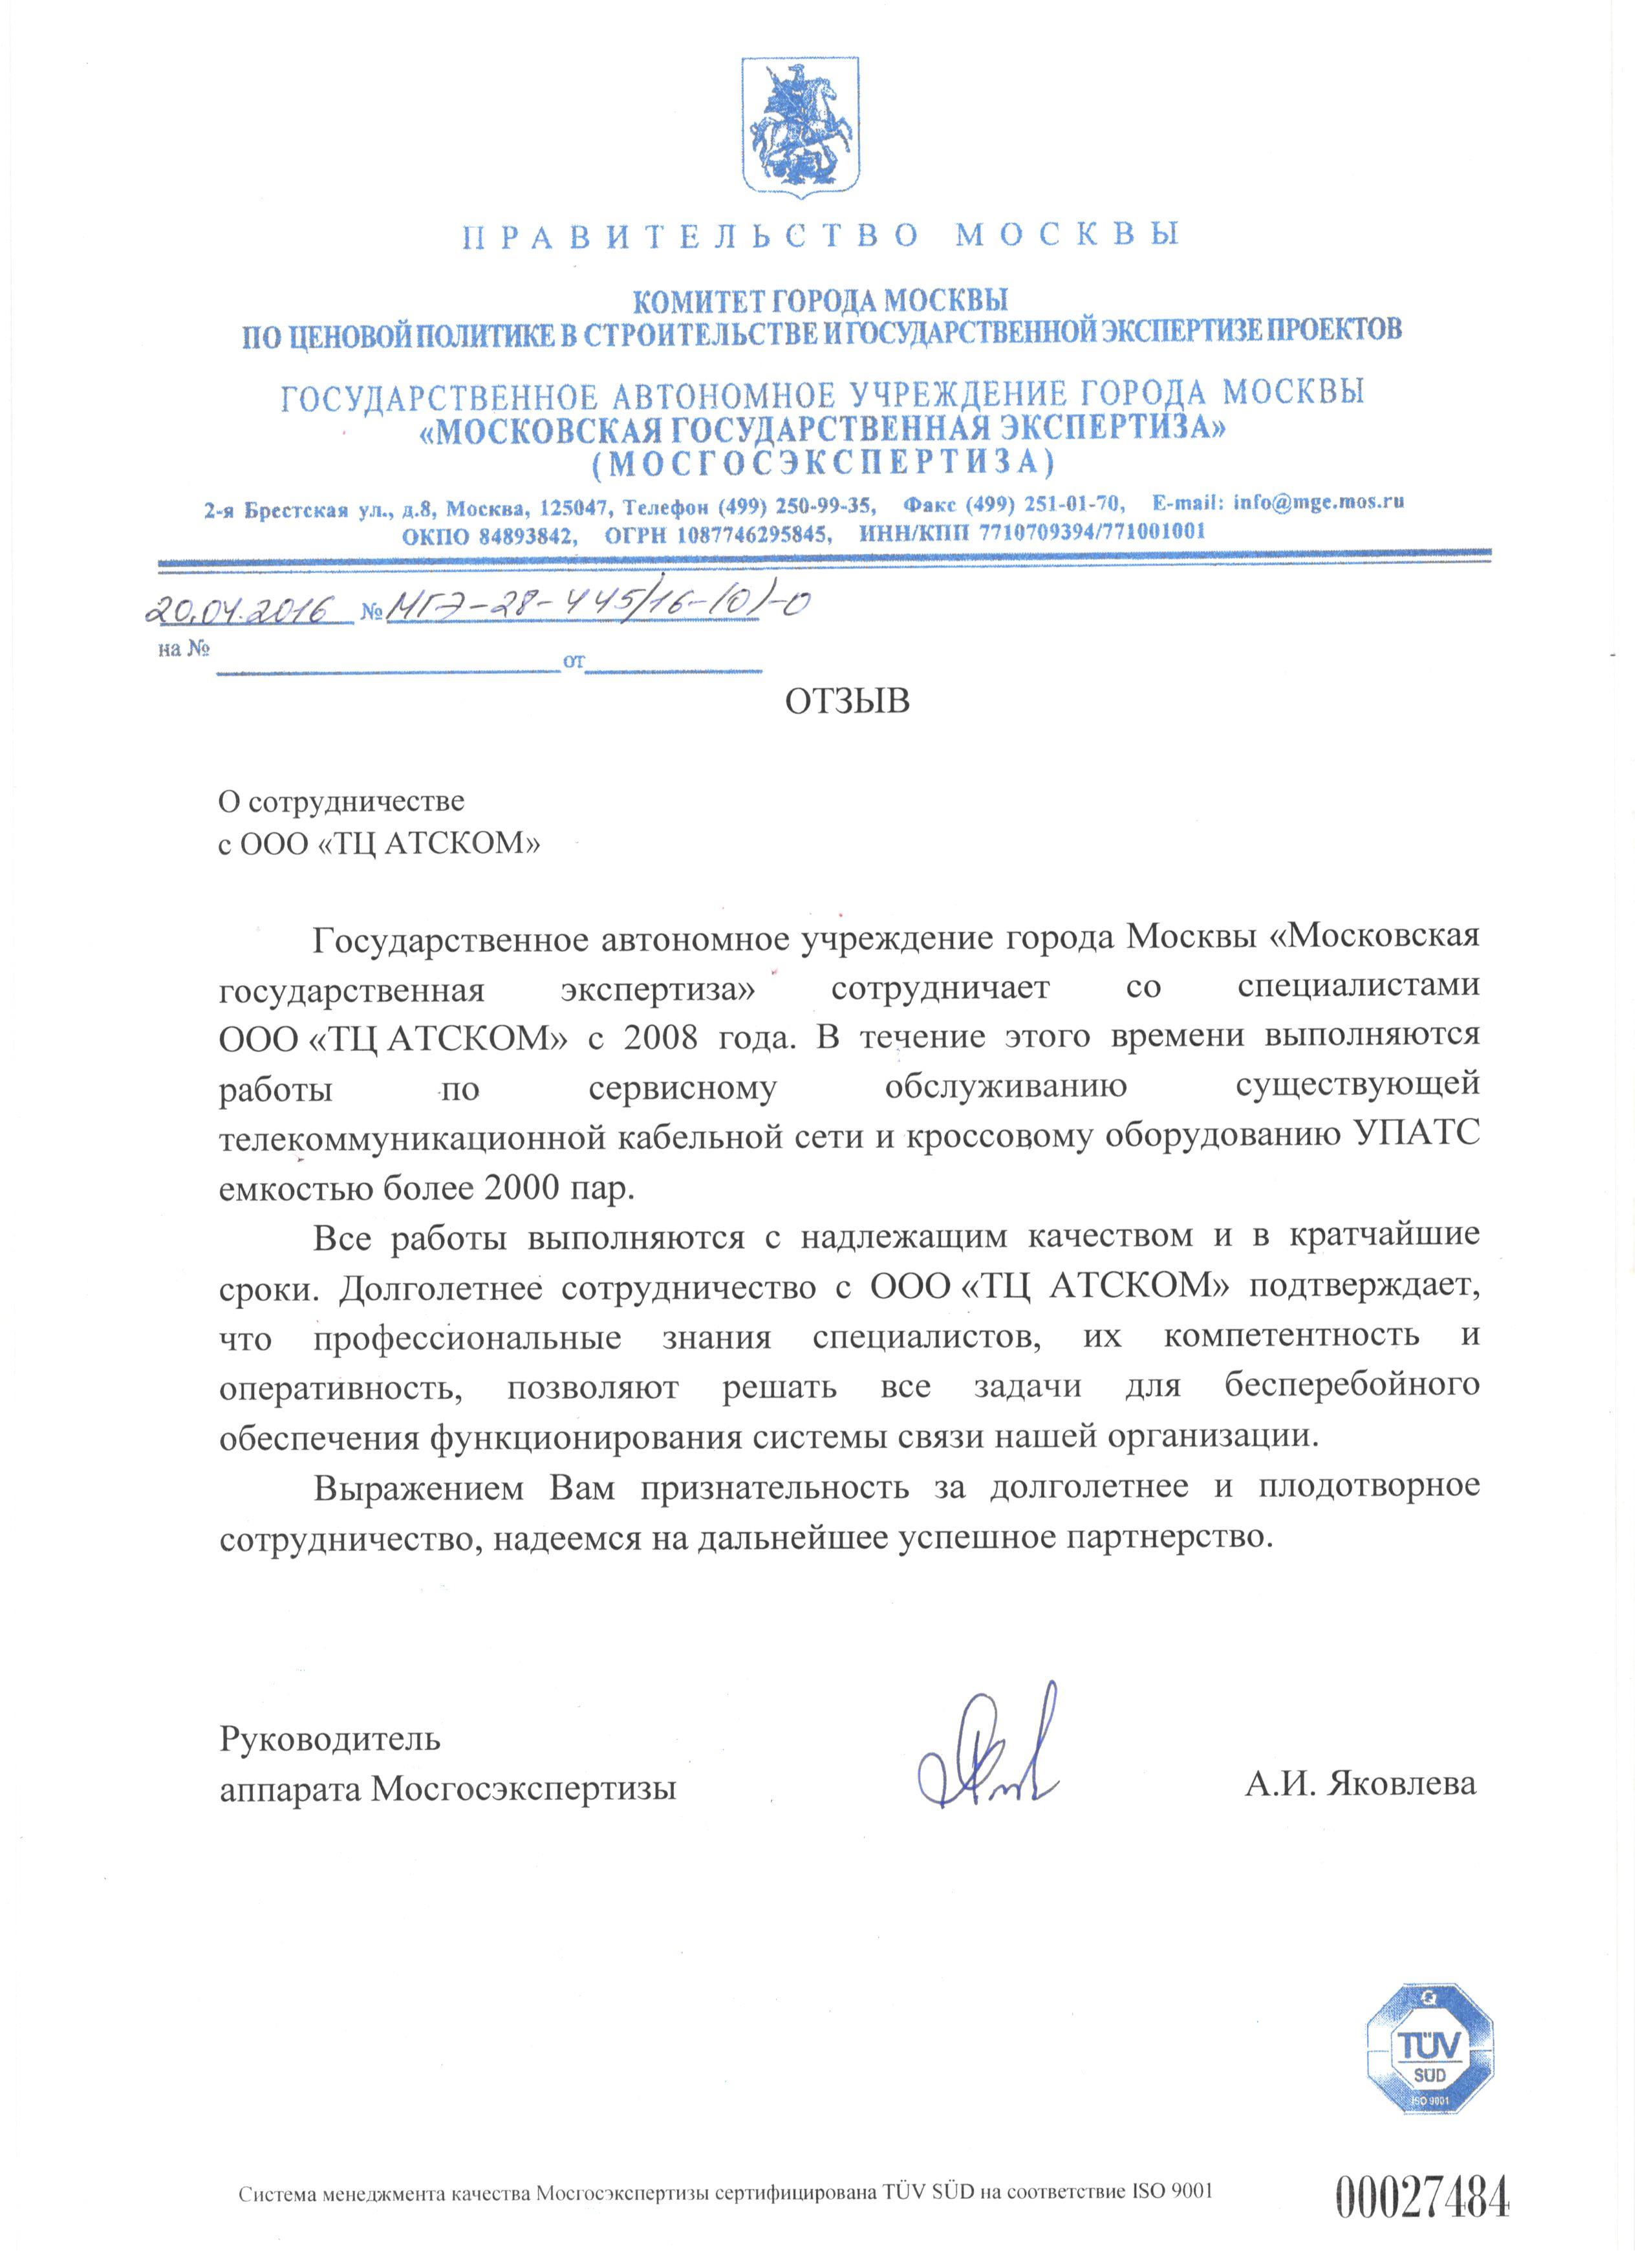 ПРАВИТЕЛЬСТВО МОСКВЫ
КОМИТЕТ ГОРОДА МОСКВЫ
ПО ЦЕНОВОЙ ПОЛИТИКЕ В СТРОИТЕЛЬСТВЕ И ГОСУДАРСТВЕННОЙ ЭКСПЕРТИЗЕ ПРОЕКТОВ
ГОСУДАРСТВЕННОЕ АВТОНОМНОЕ УЧРЕЖДЕНИЕ ГОРОДА МОСКВЫ
«МОСКОВСКАЯ ГОСУДАРСТВЕННАЯ ЭКСПЕРТИЗА»
(МОСГОСЭКСПЕРТИЗА)
2-я Брестская ул., д.8, Москва, 125047, Телефон (499) 250-99-35, Факс (499) 251-01-70, E-mail: info@mge.mos.ru
ОКПО 84893842, ОГРН 1087746295845, ИНН/КПП 7710709394/771001001
20.04.2016 № МГЭ-28-445/16-(0)-0
на № от
ОТЗЫВ
О сотрудничестве
с ООО «ТЦ АТСКОМ»
Государственное автономное учреждение города Москвы «Московская
государственная экспертиза» сотрудничает со специалистами
ООО «ТЦ АТСКОМ» с 2008 года. В течение этого времени выполняются
работы по сервисному обслуживанию существующей
телекоммуникационной кабельной сети и кроссовому оборудованию УПАТС
емкостью более 2000 пар.
Все работы выполняются с надлежащим качеством и в кратчайшие
сроки. Долголетнее сотрудничество с ООО «ТЦ АТСКОМ» подтверждает,
что профессиональные знания специалистов, их компетентность и
оперативность, позволяют решать все задачи для бесперебойного
обеспечения функционирования системы связи нашей организации.
Выражением Вам признательность за долголетнее и плодотворное
сотрудничество, надеемся на дальнейшее успешное партнерство.
Руководитель
аппарата Мосгосэкспертизы А.И. Яковлева
Q
TÜV
SÜD
ISO 9001
Система менеджмента качества Мосгосэкспертизы сертифицирована TÜV SÜD на соответствие ISO 9001
00027484